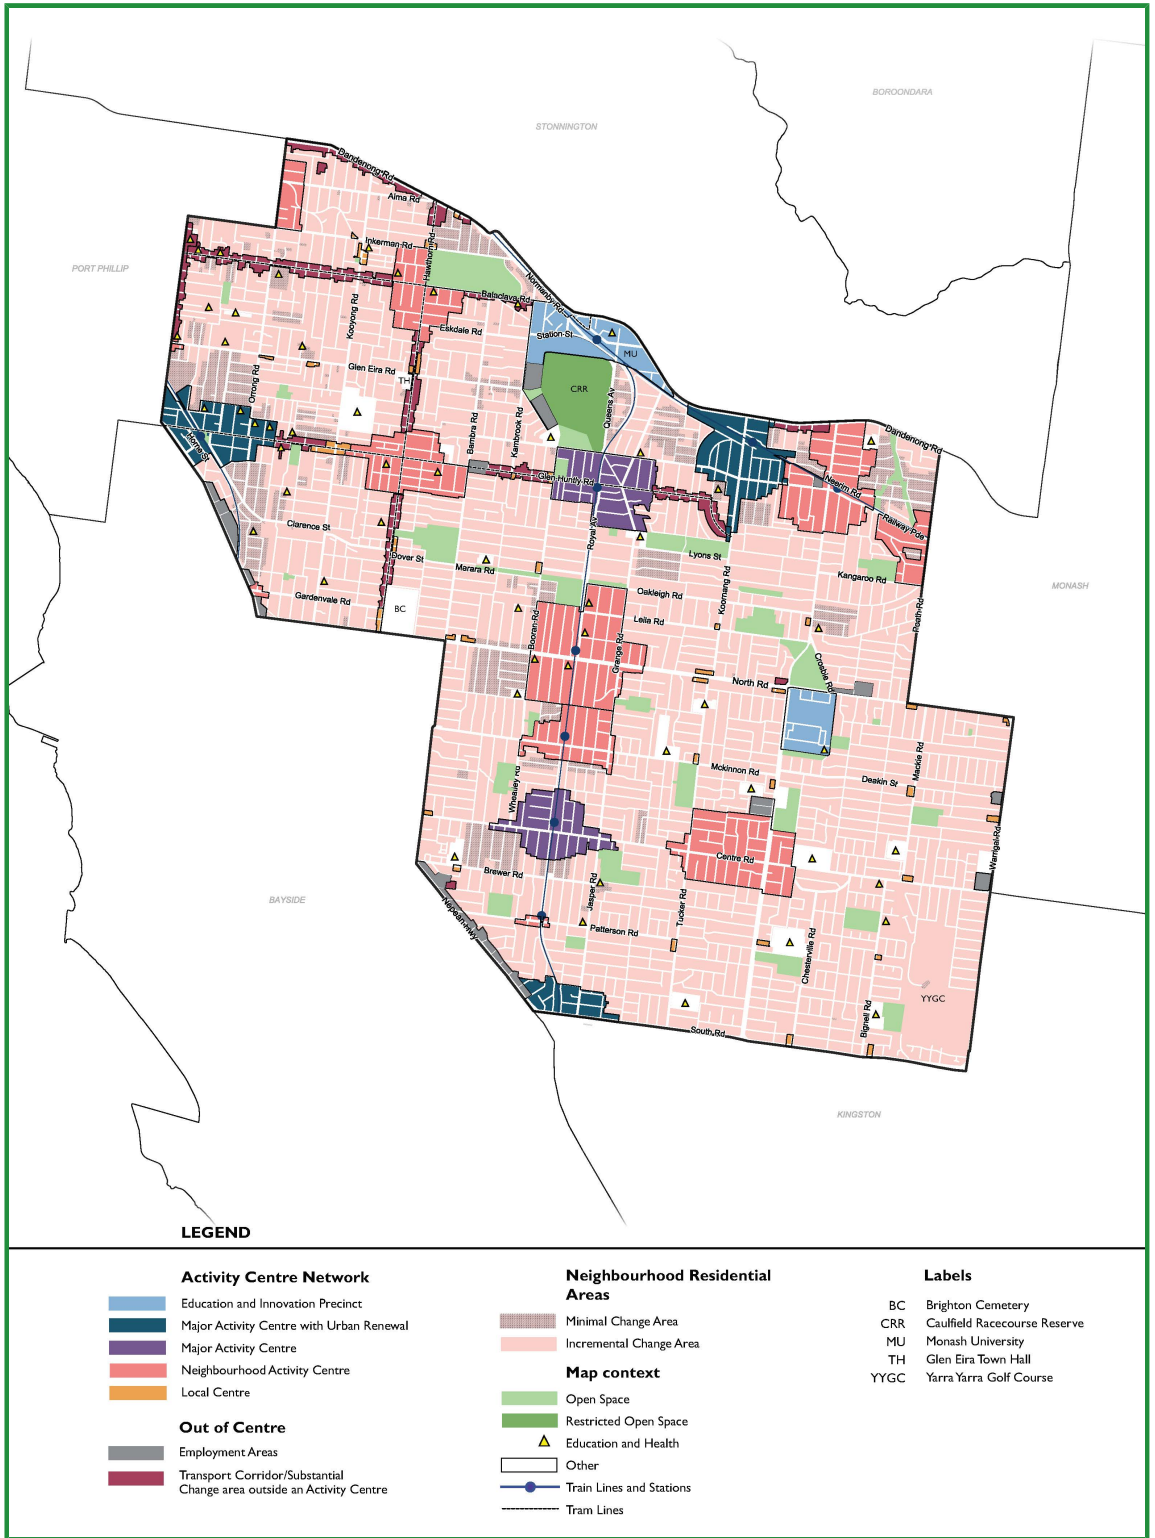 BOROONDARA
STONNINGTON
Dandenong Rd
Alma Rd
Inkerman Rd
Hawthorn Rd
PORT PHILLIP
Normanby Rd
Balaclava Rd
Kooyong Rd
Eskdale Rd
Station St
MU
Glen Eira Rd
TH
CRR
Orrong Rd
Queens Av
Bambra Rd
Kambrook Rd
Dandenong Rd
Horne St
Glen Huntly Rd
Neerim Rd
Clarence St
Royal Av
Railway Pde
Dover St
Lyons St
Marara Rd
Koornang Rd
Kangaroo Rd
MONASH
Gardenvale Rd
BC
Oakleigh Rd
Poath Rd
Booran Rd
Leila Rd
Grange Rd
Crosbie Rd
North Rd
Mckinnon Rd
Mackie Rd
Deakin St
Wheatley Rd
Centre Rd
Warrigal Rd
Brewer Rd
Jasper Rd
BAYSIDE
Nepean Hwy
Tucker Rd
Patterson Rd
Chesterville Rd
YYGC
Bignell Rd
South Rd
KINGSTON
LEGEND
Activity Centre Network
Education and Innovation Precinct
Major Activity Centre with Urban Renewal
Major Activity Centre
Neighbourhood Activity Centre
Local Centre
Out of Centre
Employment Areas
Transport Corridor/Substantial
Change area outside an Activity Centre
Neighbourhood Residential
Areas
Minimal Change Area
Incremental Change Area
Map context
Open Space
Restricted Open Space
Education and Health
Other
Train Lines and Stations
Tram Lines
Labels
BC Brighton Cemetery
CRR Caulfield Racecourse Reserve
MU Monash University
TH Glen Eira Town Hall
YYGC Yarra Yarra Golf Course